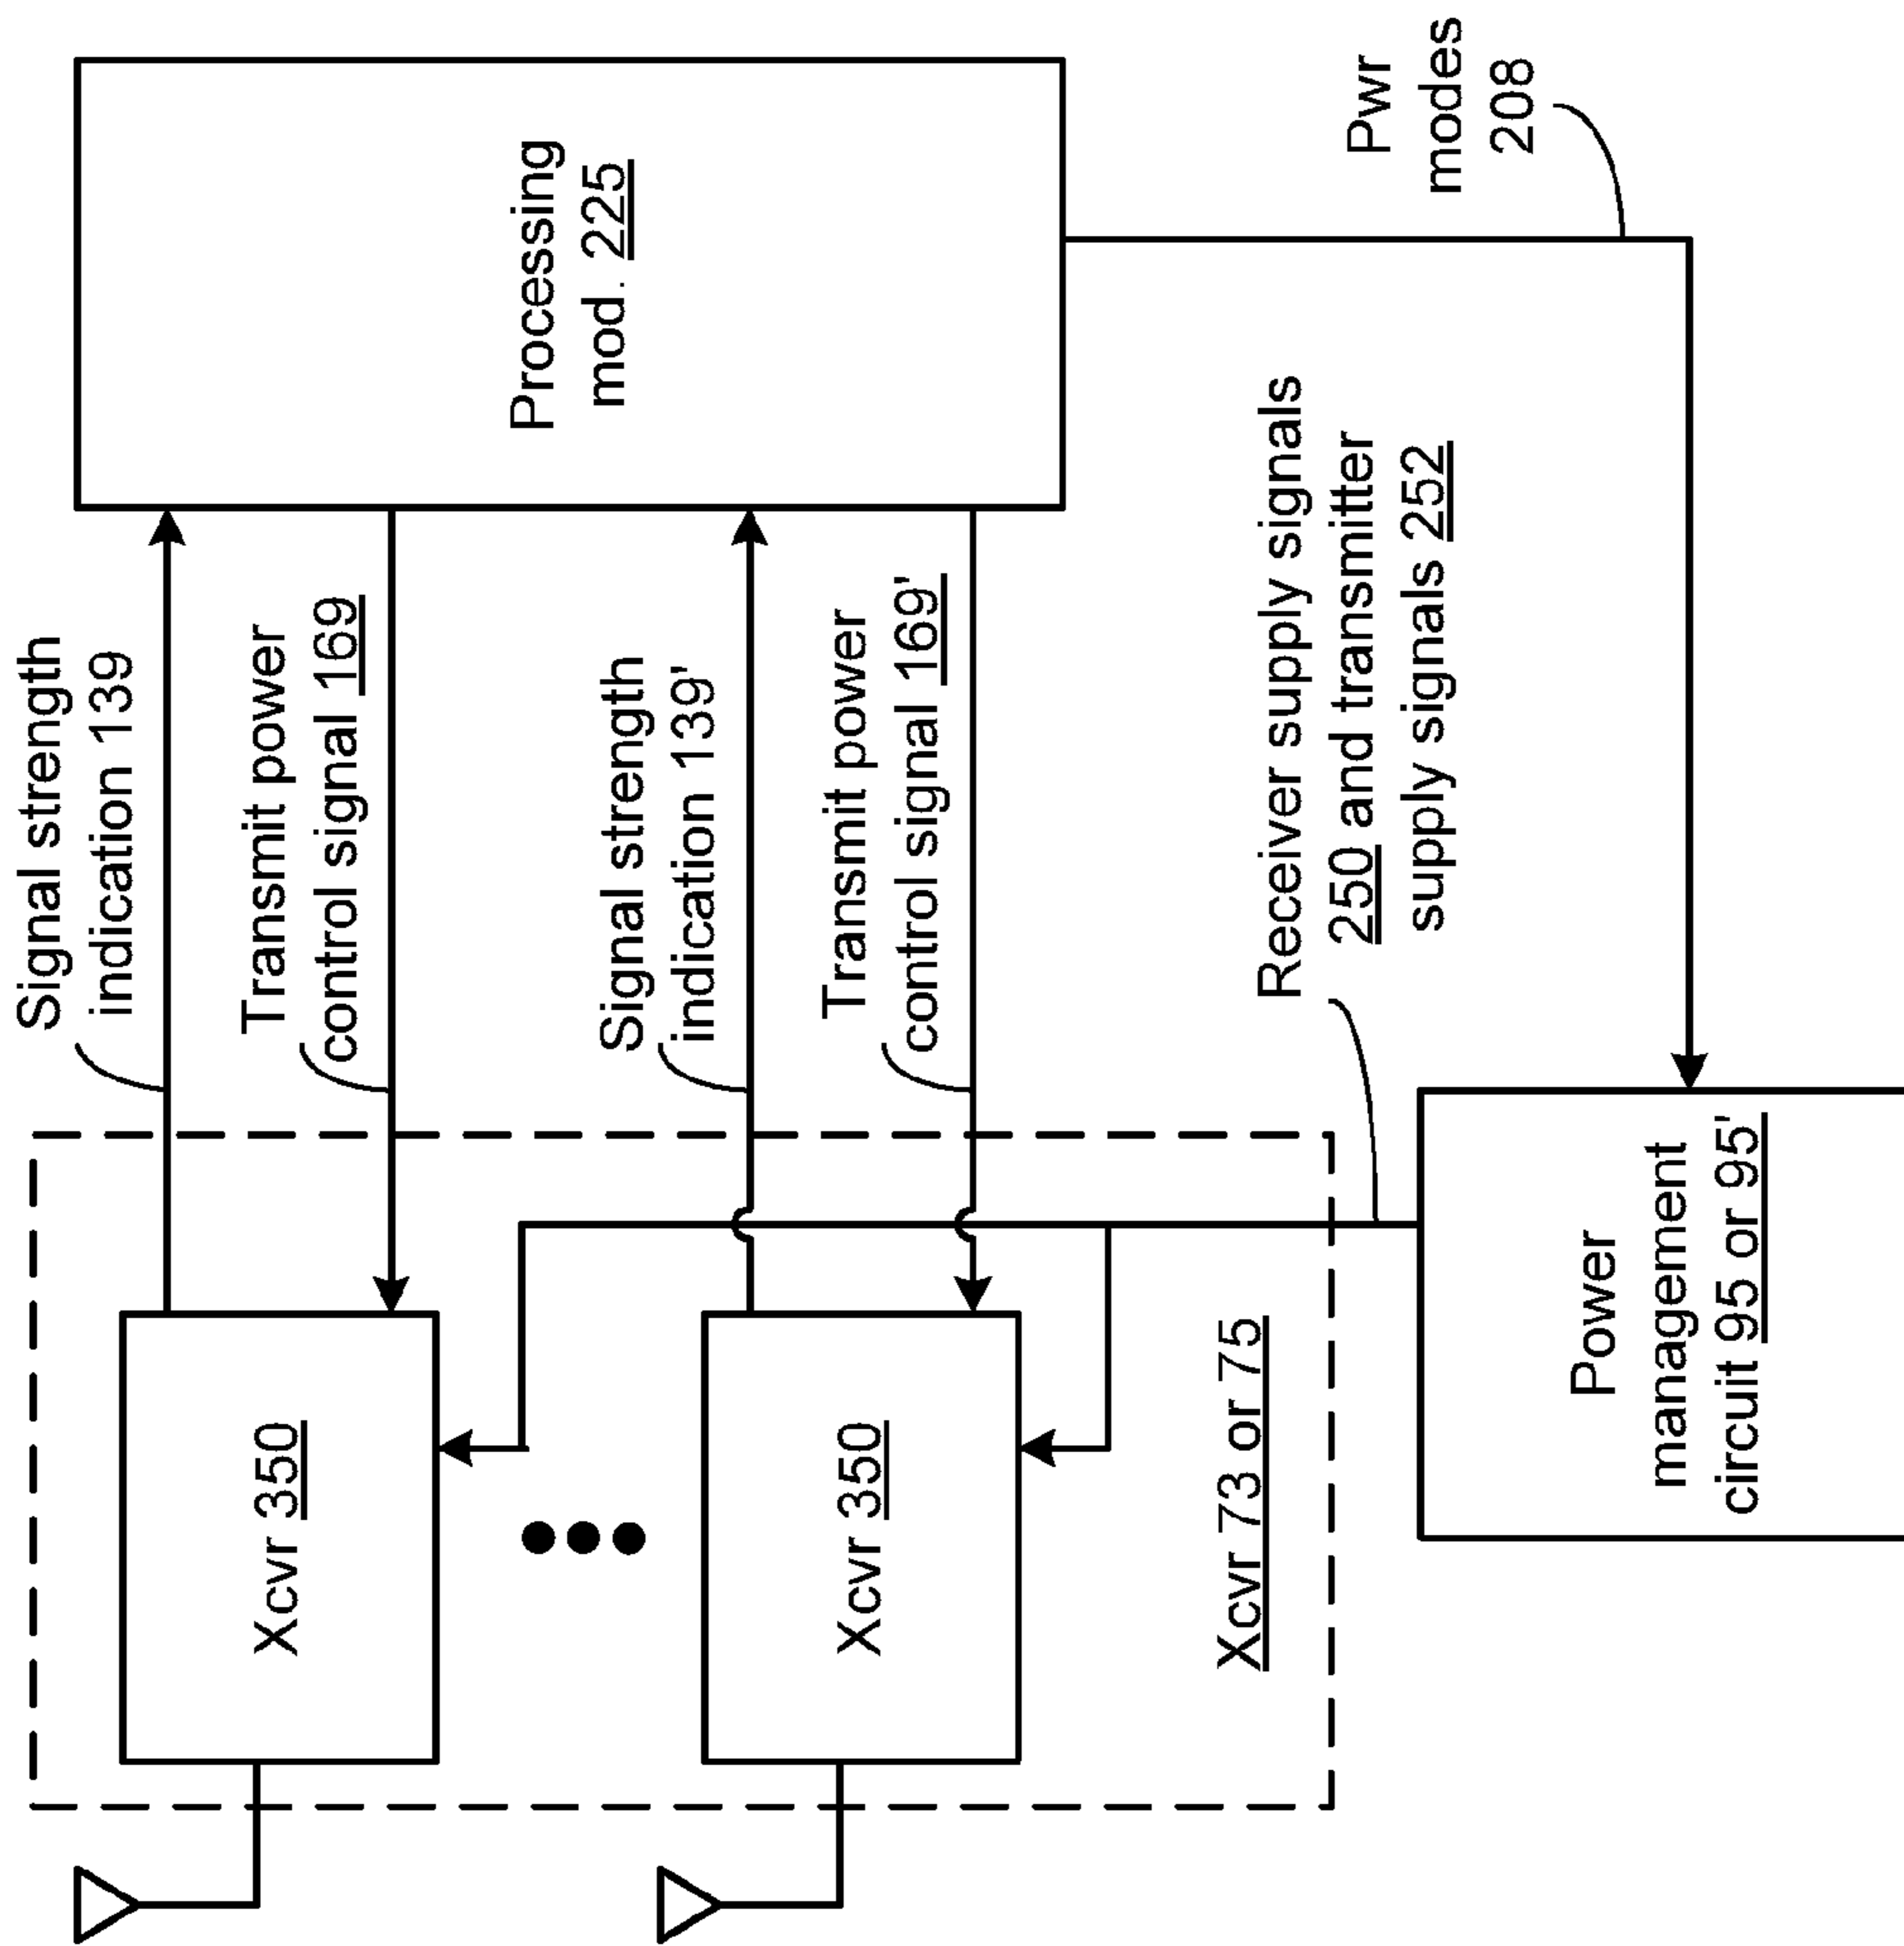 Signal strength
indication 139
Transmit power
control signal 169
Signal strength
indication 139'
Transmit power
control signal 169'
Processing
mod. 225
Xcvr 350
Xcvr 350
Xcvr 73 or 75
Receiver supply signals
250 and transmitter
supply signals 252
Pwr
modes
208
Power
management
circuit 95 or 95'